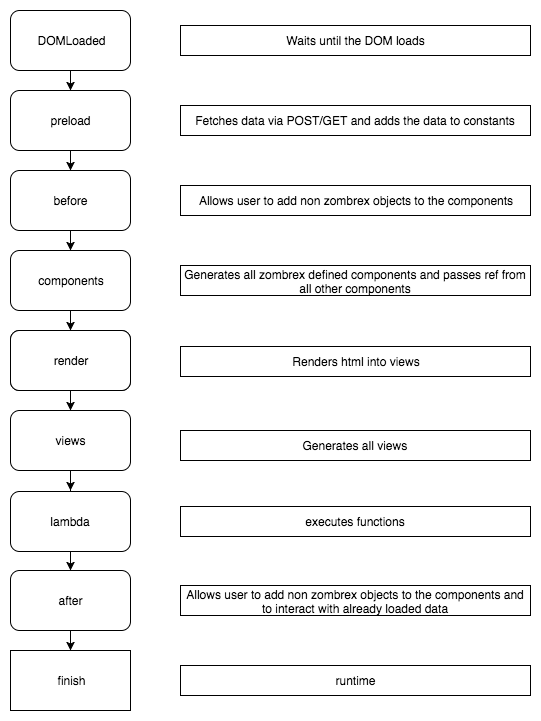 DOMLoaded
Waits until the DOM loads
preload
Fetches data via POST/GET and adds the data to constants
before
Allows user to add non zombrex objects to the components
components
Generates all zombrex defined components and passes ref from
all other components
render
Renders html into views
views
Generates all views
lambda
executes functions
after
Allows user to add non zombrex objects to the components and
to interact with already loaded data
finish
runtime